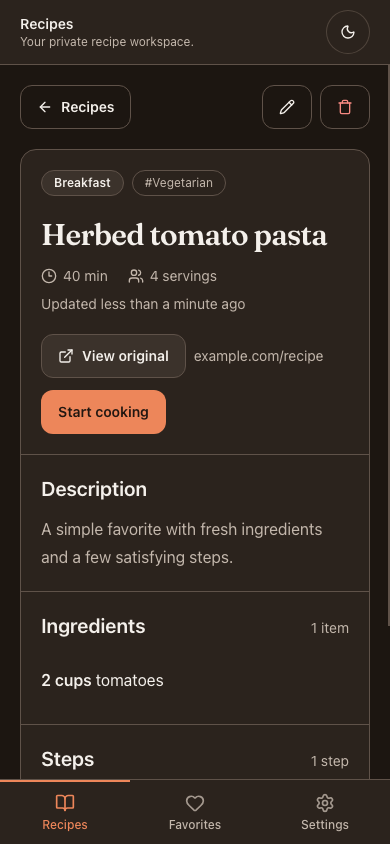 Recipes
Your private recipe workspace.
Recipes
Breakfast
#Vegetarian
Herbed tomato pasta
40 min
4 servings
Updated less than a minute ago
View original
example.com/recipe
Start cooking
Description
A simple favorite with fresh ingredients
and a few satisfying steps.
Ingredients
1 item
2 cups tomatoes
Steps
1 step
Recipes
Favorites
Settings